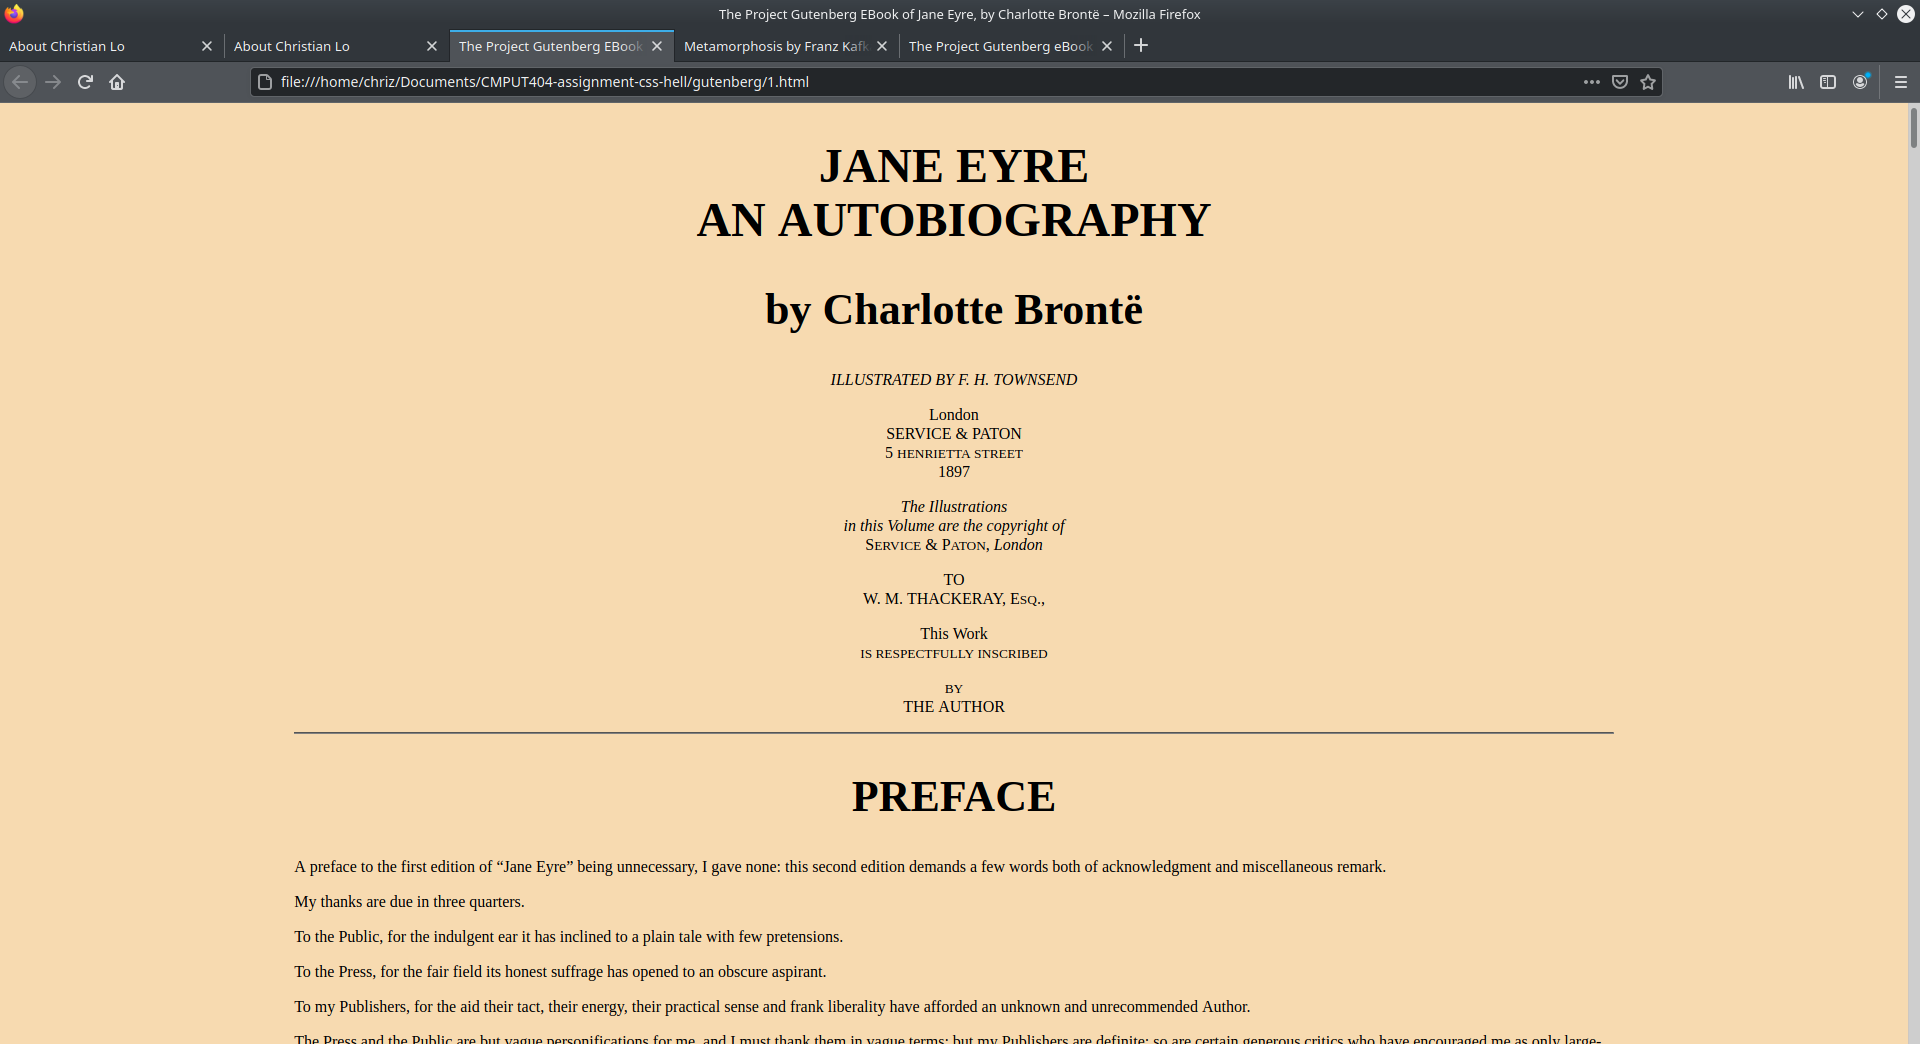 The Project Gutenberg EBook of Jane Eyre, by Charlotte Brontë – Mozilla Firefox
About Christian Lo
About Christian Lo
The Project Gutenberg EBook
Metamorphosis by Franz Kafk
The Project Gutenberg eBook
file:///home/chriz/Documents/CMPUT404-assignment-css-hell/gutenberg/1.html
JANE EYRE
AN AUTOBIOGRAPHY
by Charlotte Brontë
ILLUSTRATED BY F. H. TOWNSEND
London
SERVICE & PATON
5 HENRIETTA STREET
1897
The Illustrations
in this Volume are the copyright of
SERVICE & PATON, London
TO
W. M. THACKERAY, ESQ.,
This Work
IS RESPECTFULLY INSCRIBED
BY
THE AUTHOR
PREFACE
A preface to the first edition of “Jane Eyre” being unnecessary, I gave none: this second edition demands a few words both of acknowledgment and miscellaneous remark.
My thanks are due in three quarters.
To the Public, for the indulgent ear it has inclined to a plain tale with few pretensions.
To the Press, for the fair field its honest suffrage has opened to an obscure aspirant.
To my Publishers, for the aid their tact, their energy, their practical sense and frank liberality have afforded an unknown and unrecommended Author.
The Press and the Public are but vague personifications for me, and I must thank them in vague terms; but my Publishers are definite: so are certain generous critics who have encouraged me as only large-